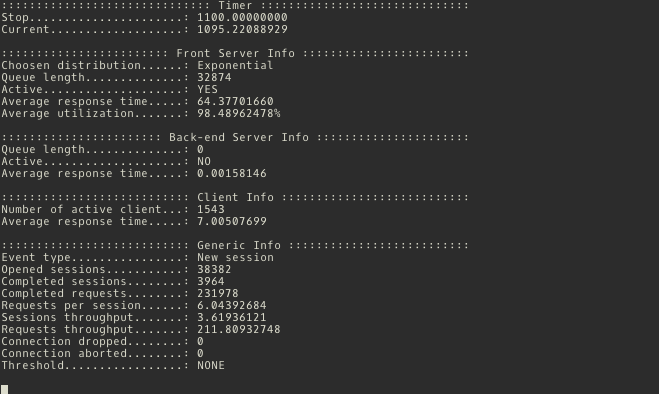 :::::::::::::::::::::::::::::: Timer ::::::::::::::::::::::::::::::
Stop......................: 1100.00000000
Current...................: 1095.22088929
:::::::::::::::::::::::: Front Server Info ::::::::::::::::::::::::
Choosen distribution......: Exponential
Queue length..............: 32874
Active....................: YES
Average response time.....: 64.37701660
Average utilization.......: 98.48962478%
::::::::::::::::::::::: Back-end Server Info ::::::::::::::::::::::
Queue length..............: 0
Active....................: NO
Average response time.....: 0.00158146
::::::::::::::::::::::::::: Client Info :::::::::::::::::::::::::::
Number of active client...: 1543
Average response time.....: 7.00507699
::::::::::::::::::::::::::: Generic Info ::::::::::::::::::::::::::
Event type................: New session
Opened sessions...........: 38382
Completed sessions........: 3964
Completed requests........: 231978
Requests per session......: 6.04392684
Sessions throughput.......: 3.61936121
Requests throughput.......: 211.80932748
Connection dropped........: 0
Connection aborted........: 0
Threshold.................: NONE